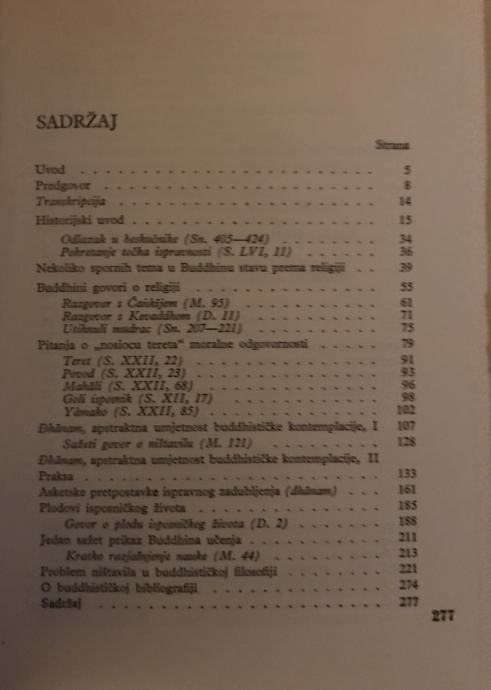 SADRŽAJ
Strana
Uvod . . . . . . . . . . . . . . . . . . . . . . . 5
Predgovor . . . . . . . . . . . . . . . . . . . . . 8
Transkripcija . . . . . . . . . . . . . . . . . . . . 14
Historijski uvod . . . . . . . . . . . . . . . . . . . 15
Odlazak u beskućnike (Sn. 405—424) . . . . . . . 34
Pokretanje točka ispravnosti (S. LVI, 11) . . . . . . 36
Nekoliko spornih tema u Buddhinu stavu prema religiji . . 39
Buddhini govori o religiji . . . . . . . . . . . . . . . 55
Razgovor s Čaṅkijem (M. 95) . . . . . . . . . . 61
Razgovor s Kevaddhom (D. 11) . . . . . . . . . . 71
Utihnuli mudrac (Sn. 207—221) . . . . . . . . . . 75
Pitanja o „nosiocu tereta” moralne odgovornosti . . . . . 79
Teret (S. XXII, 22) . . . . . . . . . . . . . . . 91
Povod (S. XXII, 23) . . . . . . . . . . . . . . . 93
Mahāli (S. XXII, 68) . . . . . . . . . . . . . . 96
Goli isposnik (S. XII, 17) . . . . . . . . . . . . 98
Yāmako (S. XXII, 85) . . . . . . . . . . . . . . 102
Đhānam, apstraktna umjetnost buddhističke kontemplacije, I 107
Sažeti govor o ništavilu (M. 121) . . . . . . . . . 128
Đhānam, apstraktna umjetnost buddhističke kontemplacije, II
Praksa . . . . . . . . . . . . . . . . . . . . . . . 133
Asketske pretpostavke ispravnog zadubljenja (đhānam) . . . 161
Plodovi isposničkog života . . . . . . . . . . . . . . 185
Govor o plodu isposničkog života (D. 2) . . . . . . 188
Jedan sažet prikaz Buddhina učenja . . . . . . . . . . 211
Kratko razjašnjenje nauke (M. 44) . . . . . . . . . 213
Problem ništavila u buddhističkoj filosofiji . . . . . . . 221
O buddhističkoj bibliografiji . . . . . . . . . . . . . 274
Sadržaj . . . . . . . . . . . . . . . . . . . . . . 277
277